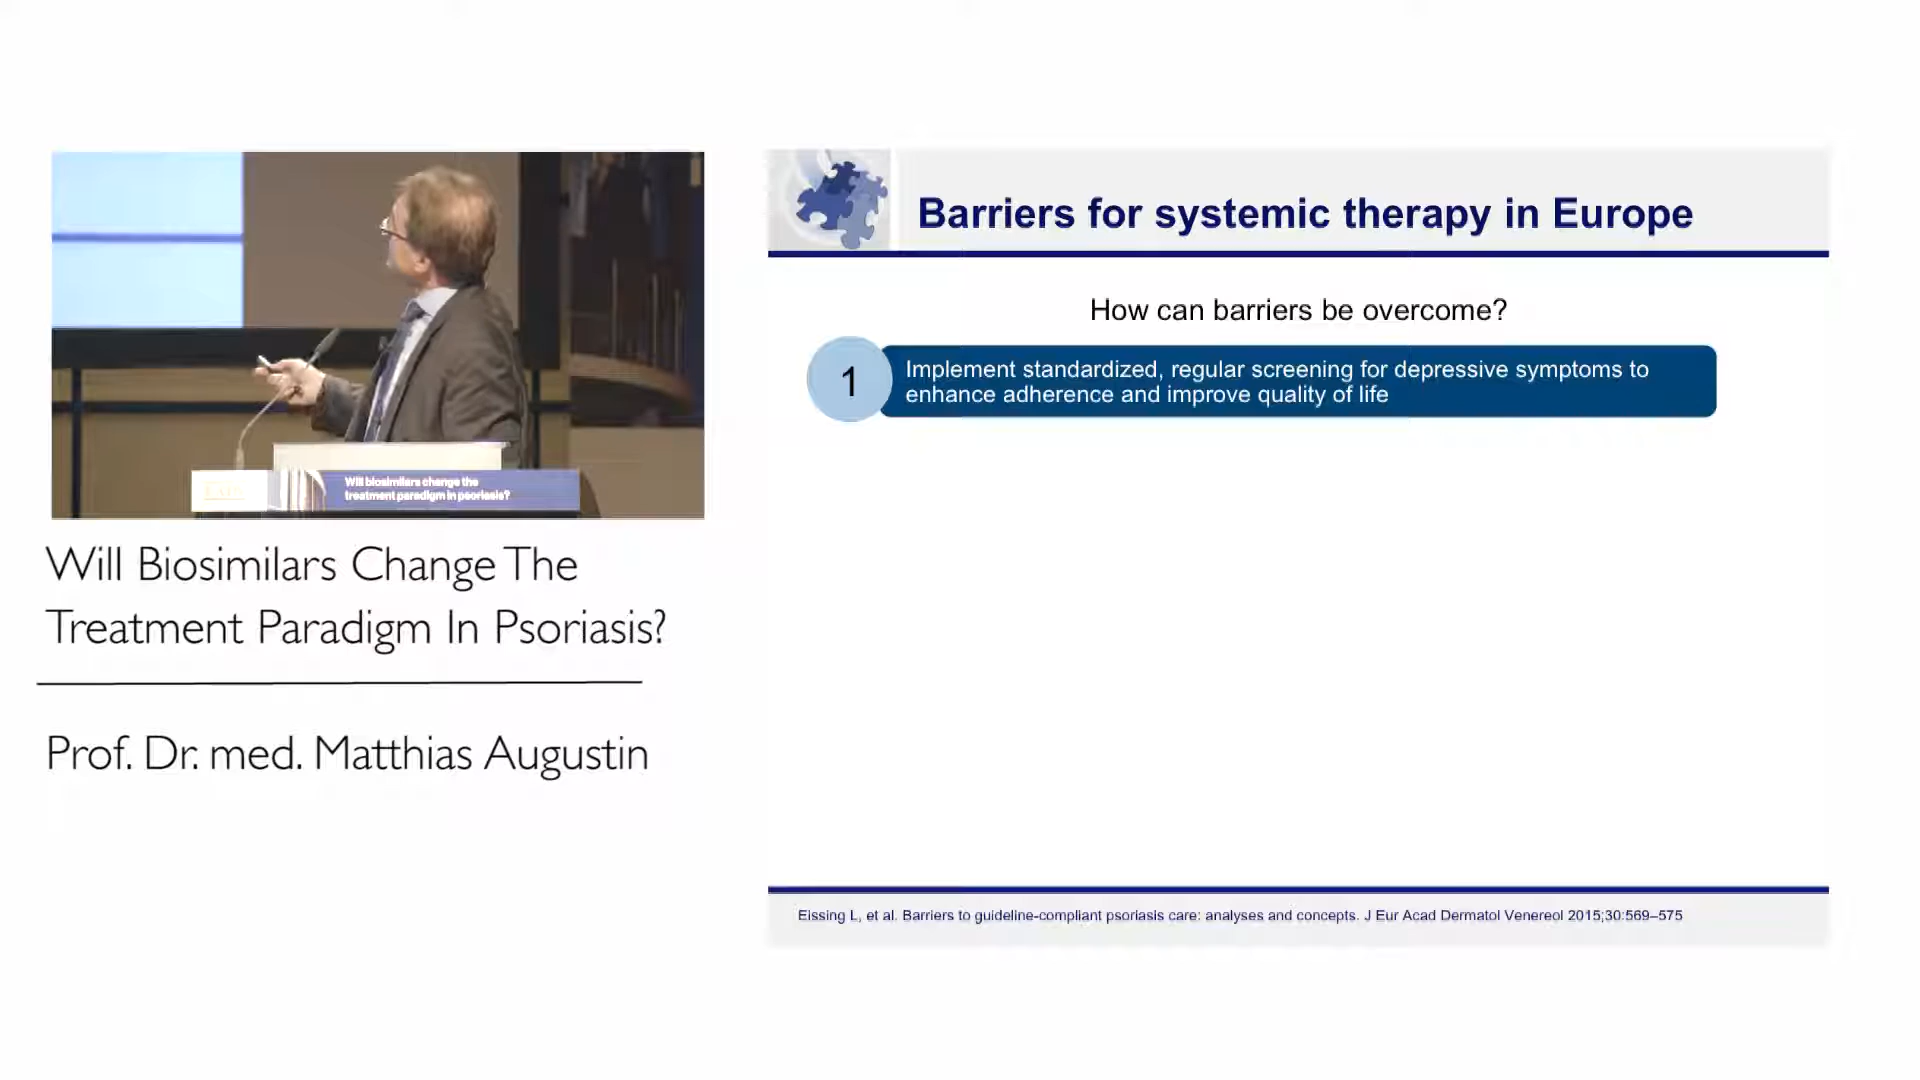 Will biosimilars change the
treatment paradigm in psoriasis?
Will Biosimilars Change The
Treatment Paradigm In Psoriasis?
Prof. Dr. med. Matthias Augustin
Barriers for systemic therapy in Europe
How can barriers be overcome?
1
Implement standardized, regular screening for depressive symptoms to
enhance adherence and improve quality of life
Eissing L, et al. Barriers to guideline-compliant psoriasis care: analyses and concepts. J Eur Acad Dermatol Venereol 2015;30:569–575